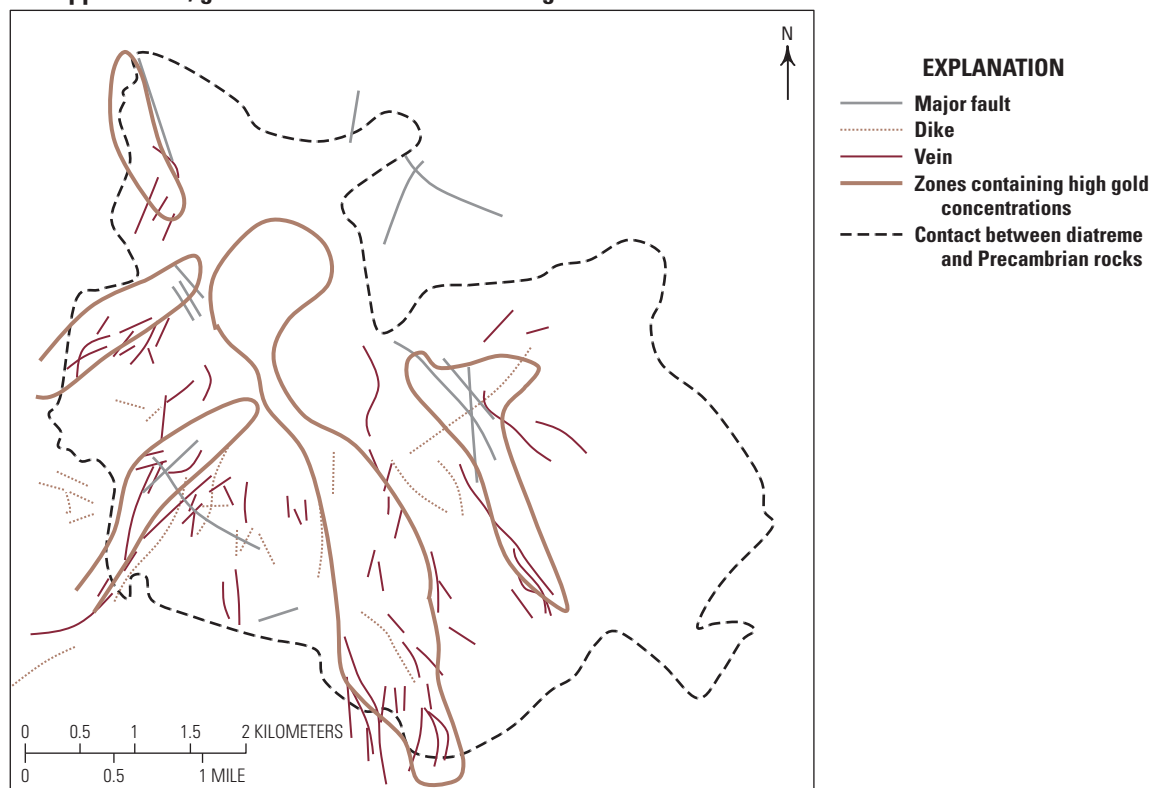 N
EXPLANATION
Major fault
Dike
Vein
Zones containing high gold
concentrations
Contact between diatreme
and Precambrian rocks
0 0.5 1 1.5 2 KILOMETERS
0 0.5 1 MILE